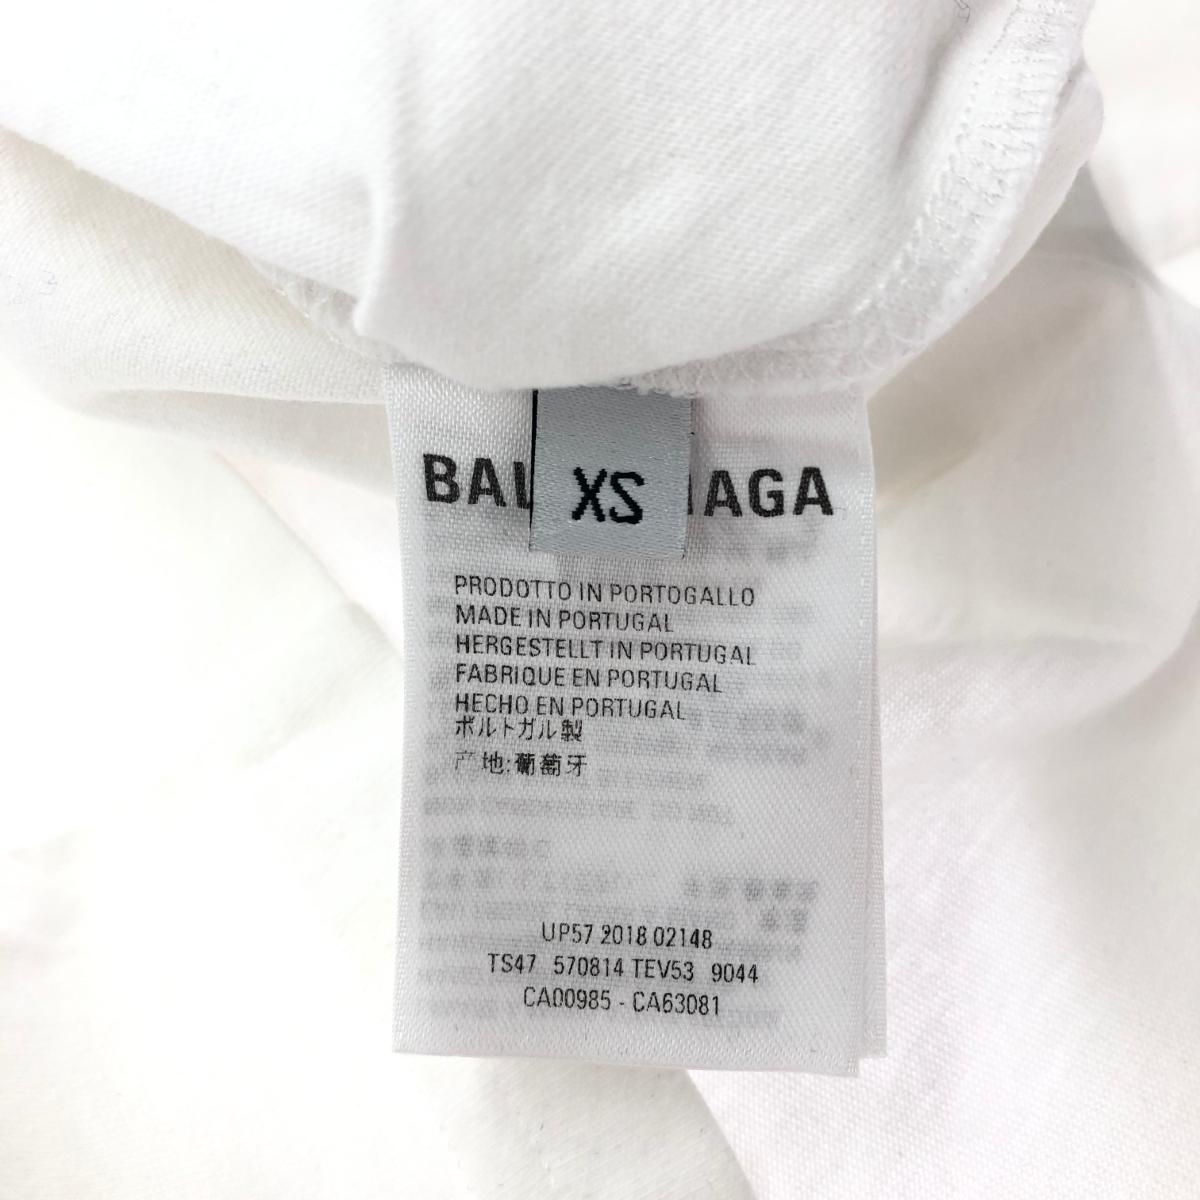 BAL XS IAGA
PRODOTTO IN PORTOGALLO
MADE IN PORTUGAL
HERGESTELLT IN PORTUGAL
FABRIQUE EN PORTUGAL
HECHO EN PORTUGAL
ポルトガル製
产地:葡萄牙
UP57 2018 02148
TS47 570814 TEV53 9044
CA00985 - CA63081